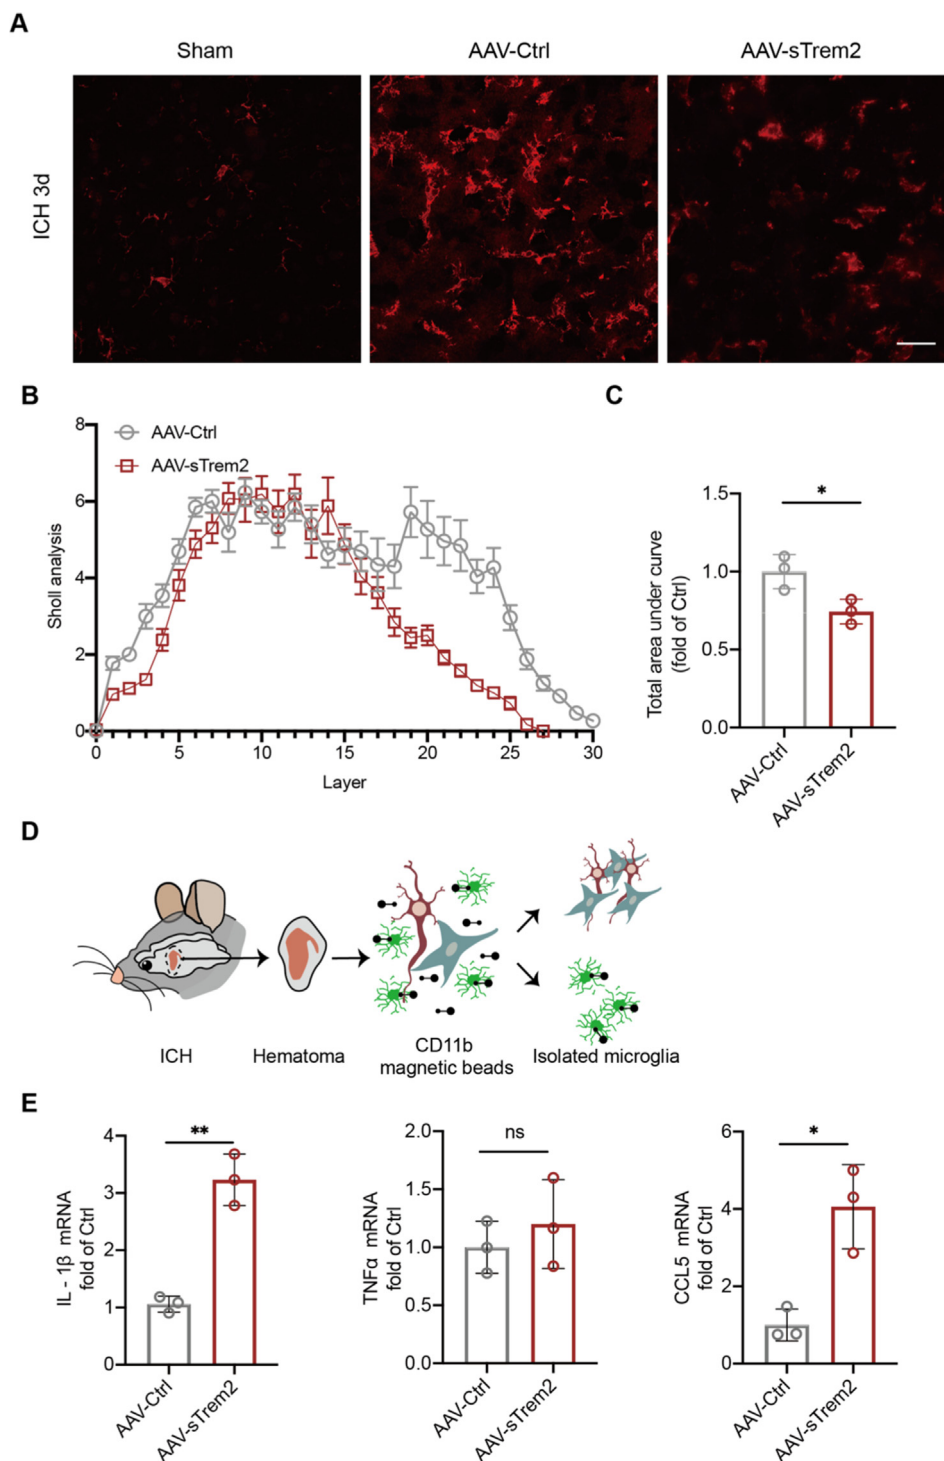 A
Sham AAV-Ctrl AAV-sTrem2
ICH 3d
B
8
6
4
2
0
Sholl analysis
AAV-Ctrl
AAV-sTrem2
0 5 10 15 20 25 30
Layer
C
1.5
1.0
0.5
0.0
Total area under curve
(fold of Ctrl)
*
AAV-Ctrl
AAV-sTrem2
D
ICH
Hematoma
CD11b
magnetic beads
Isolated microglia
E
4
3
2
1
0
IL - 1β mRNA
fold of Ctrl
**
AAV-Ctrl
AAV-sTrem2
2.0
1.5
1.0
0.5
0.0
TNFα mRNA
fold of Ctrl
ns
AAV-Ctrl
AAV-sTrem2
6
4
2
0
CCL5 mRNA
fold of Ctrl
*
AAV-Ctrl
AAV-sTrem2